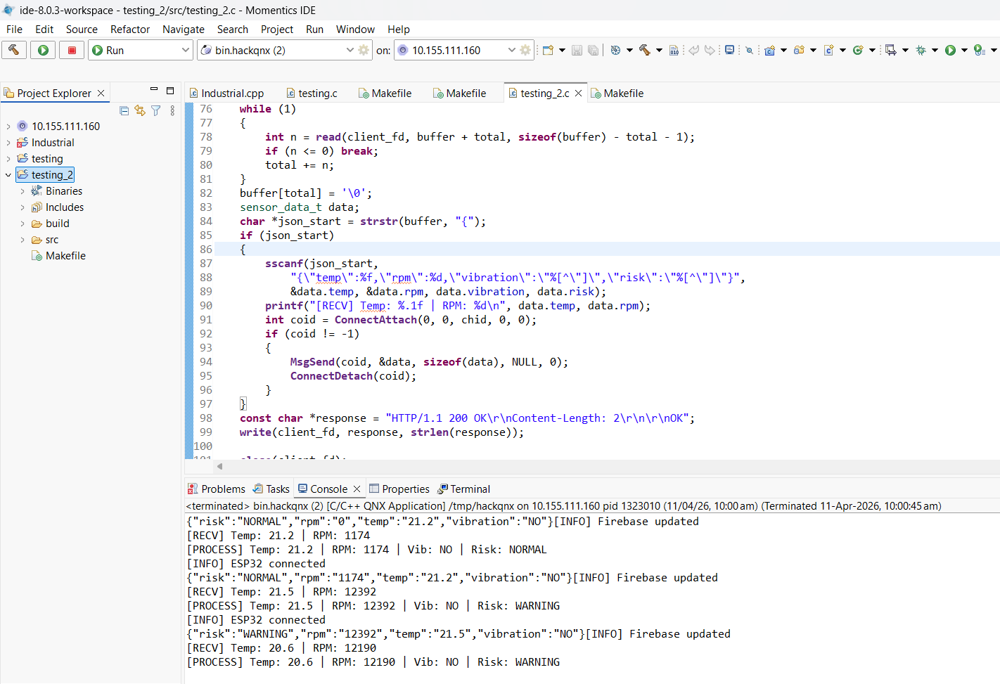 ide-8.0.3-workspace - testing_2/src/testing_2.c - Momentics IDE
File Edit Source Refactor Navigate Search Project Run Window Help
Run bin.hackqnx (2) on: 10.155.111.160
Project Explorer
10.155.111.160
Industrial
testing
testing_2
Binaries
Includes
build
src
Makefile
Industrial.cpp testing.c Makefile Makefile testing_2.c Makefile
76 while (1)
77 {
78 int n = read(client_fd, buffer + total, sizeof(buffer) - total - 1);
79 if (n <= 0) break;
80 total += n;
81 }
82 buffer[total] = '\0';
83 sensor_data_t data;
84 char *json_start = strstr(buffer, "{");
85 if (json_start)
86 {
87 sscanf(json_start,
88 "{\"temp\":%f,\"rpm\":%d,\"vibration\":\"%[^\"]\",\"risk\":\"%[^\"]\"}",
89 &data.temp, &data.rpm, data.vibration, data.risk);
90 printf("[RECV] Temp: %.1f | RPM: %d\n", data.temp, data.rpm);
91 int coid = ConnectAttach(0, 0, chid, 0, 0);
92 if (coid != -1)
93 {
94 MsgSend(coid, &data, sizeof(data), NULL, 0);
95 ConnectDetach(coid);
96 }
97 }
98 const char *response = "HTTP/1.1 200 OK\r\nContent-Length: 2\r\n\r\nOK";
99 write(client_fd, response, strlen(response));
100
Problems Tasks Console Properties Terminal
<terminated> bin.hackqnx (2) [C/C++ QNX Application] /tmp/hackqnx on 10.155.111.160 pid 1323010 (11/04/26, 10:00 am) (Terminated 11-Apr-2026, 10:00:45 am)
{"risk":"NORMAL","rpm":"0","temp":"21.2","vibration":"NO"}[INFO] Firebase updated
[RECV] Temp: 21.2 | RPM: 1174
[PROCESS] Temp: 21.2 | RPM: 1174 | Vib: NO | Risk: NORMAL
[INFO] ESP32 connected
{"risk":"NORMAL","rpm":"1174","temp":"21.2","vibration":"NO"}[INFO] Firebase updated
[RECV] Temp: 21.5 | RPM: 12392
[PROCESS] Temp: 21.5 | RPM: 12392 | Vib: NO | Risk: WARNING
[INFO] ESP32 connected
{"risk":"WARNING","rpm":"12392","temp":"21.5","vibration":"NO"}[INFO] Firebase updated
[RECV] Temp: 20.6 | RPM: 12190
[PROCESS] Temp: 20.6 | RPM: 12190 | Vib: NO | Risk: WARNING